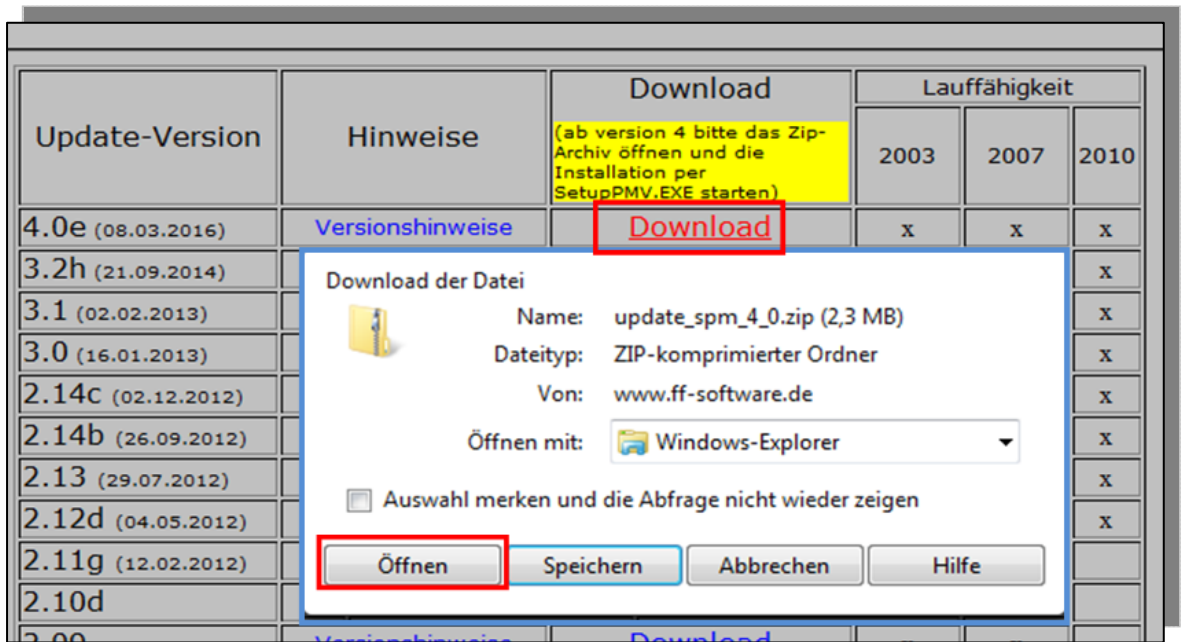 Update-Version
Hinweise
Download
(ab version 4 bitte das Zip-
Archiv öffnen und die
Installation per
SetupPMV.EXE starten)
Lauffähigkeit
2003 2007 2010
4.0e (08.03.2016) Versionshinweise Download x x x
3.2h (21.09.2014) x
3.1 (02.02.2013) x
3.0 (16.01.2013) x
2.14c (02.12.2012) x
2.14b (26.09.2012) x
2.13 (29.07.2012) x
2.12d (04.05.2012) x
2.11g (12.02.2012)
2.10d
Download der Datei
Name: update_spm_4_0.zip (2,3 MB)
Dateityp: ZIP-komprimierter Ordner
Von: www.ff-software.de
Öffnen mit: Windows-Explorer
Auswahl merken und die Abfrage nicht wieder zeigen
Öffnen Speichern Abbrechen Hilfe
Versionshinweise Download